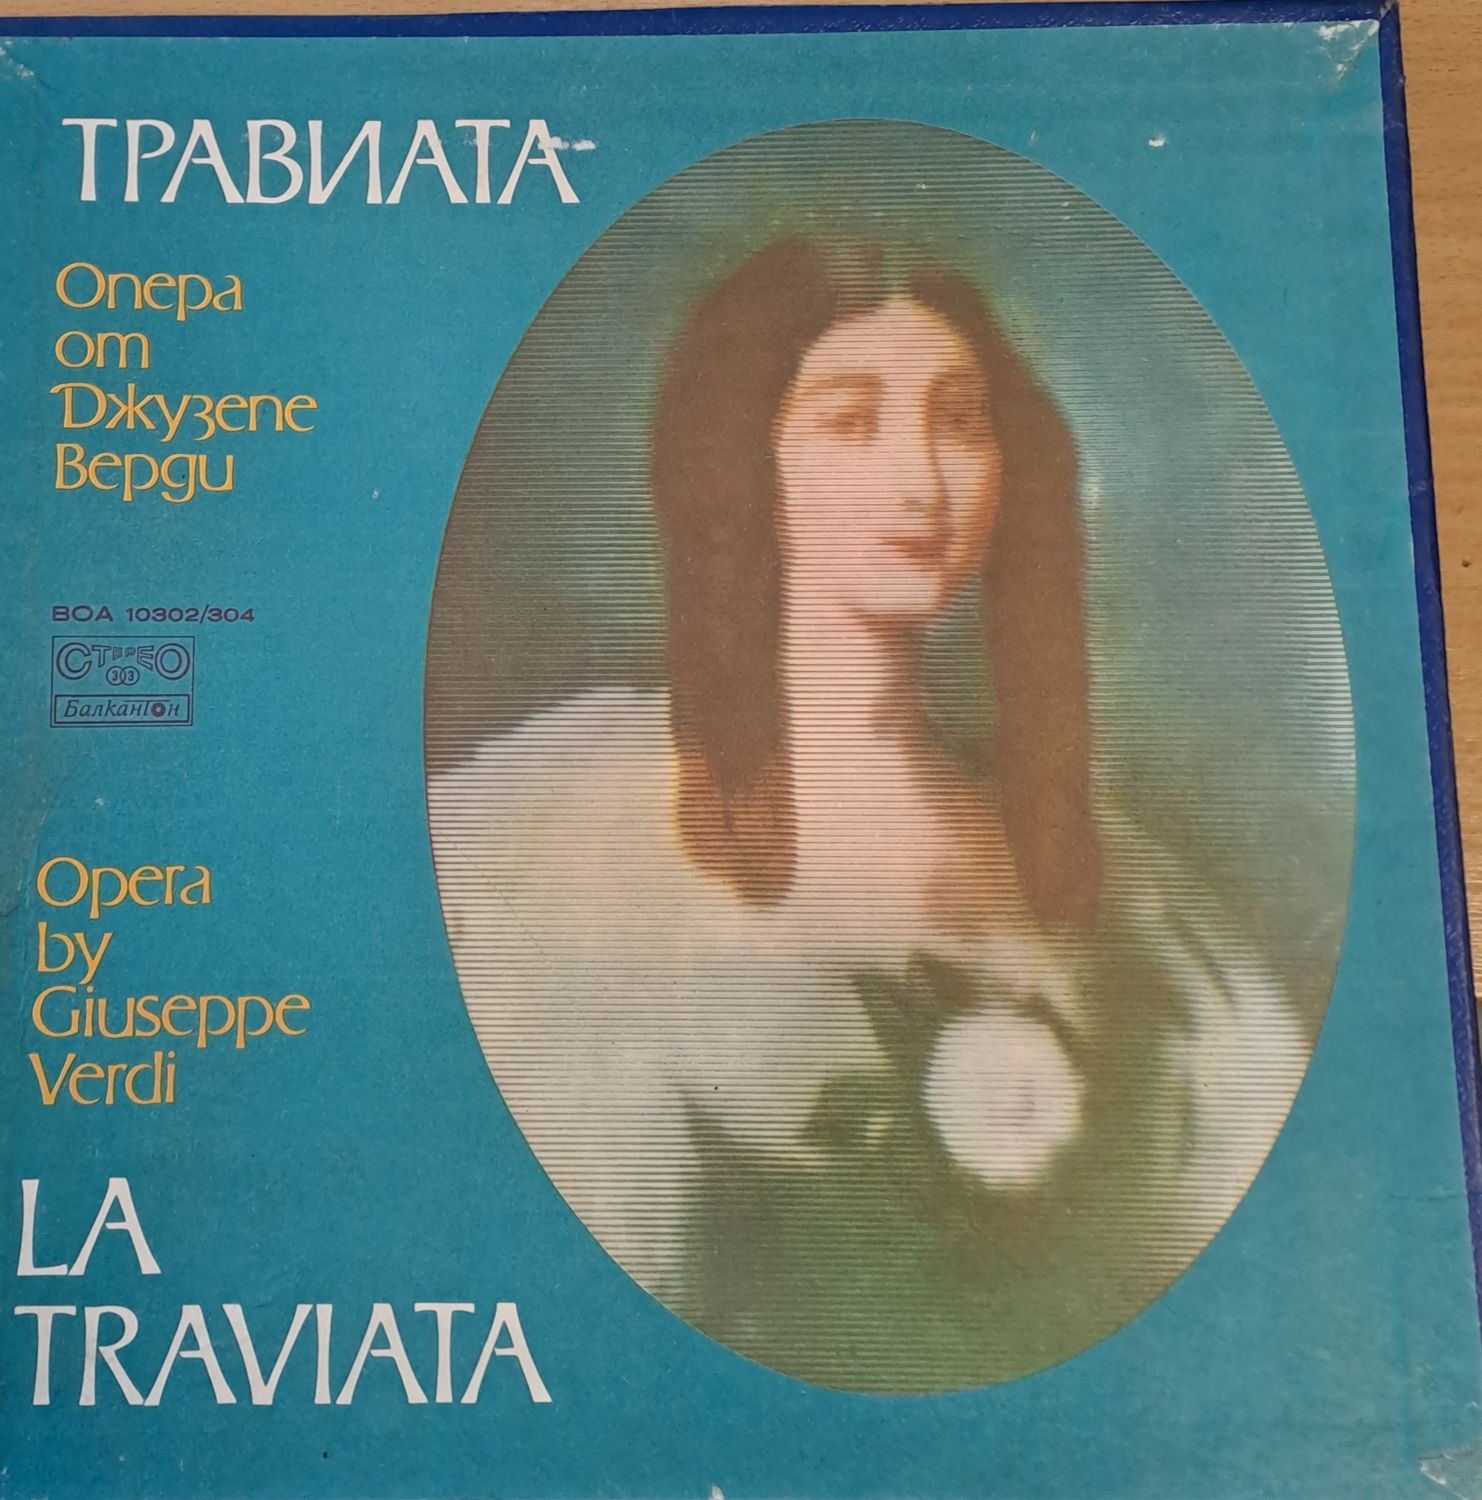 ТРАВИАТА
Опера
от
Джузепе
Верди
ВОА 10302/304
СТЕРЕО
33
Балкантон
Opera
by
Giuseppe
Verdi
LA
TRAVIATA